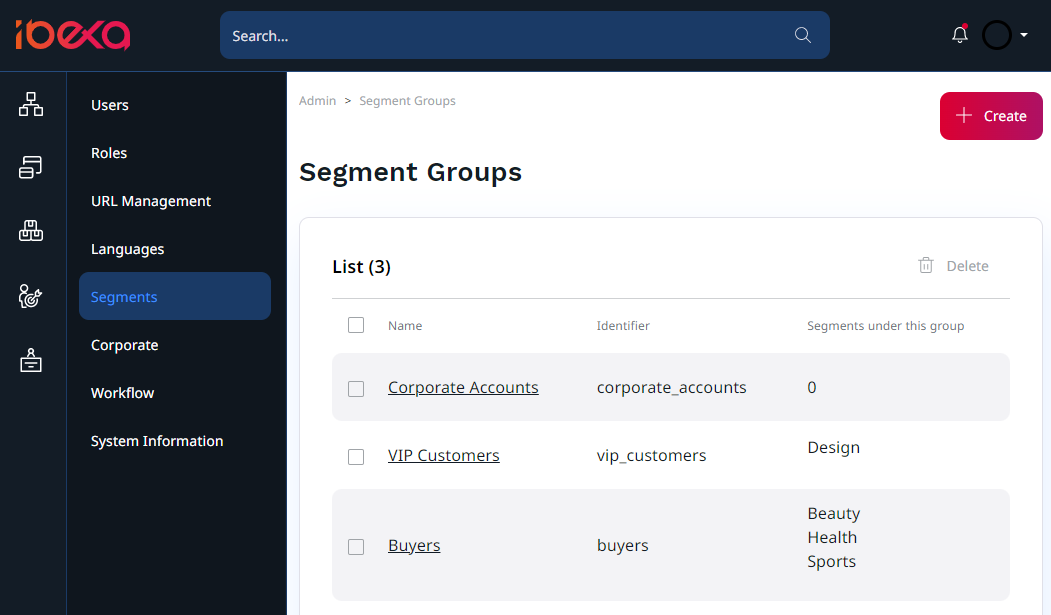 ibexa
Search...
Users
Roles
URL Management
Languages
Segments
Corporate
Workflow
System Information
Admin > Segment Groups
Create
Segment Groups
List (3)
Delete
Name Identifier Segments under this group
Corporate Accounts corporate_accounts 0
VIP Customers vip_customers Design
Buyers buyers Beauty
Health
Sports